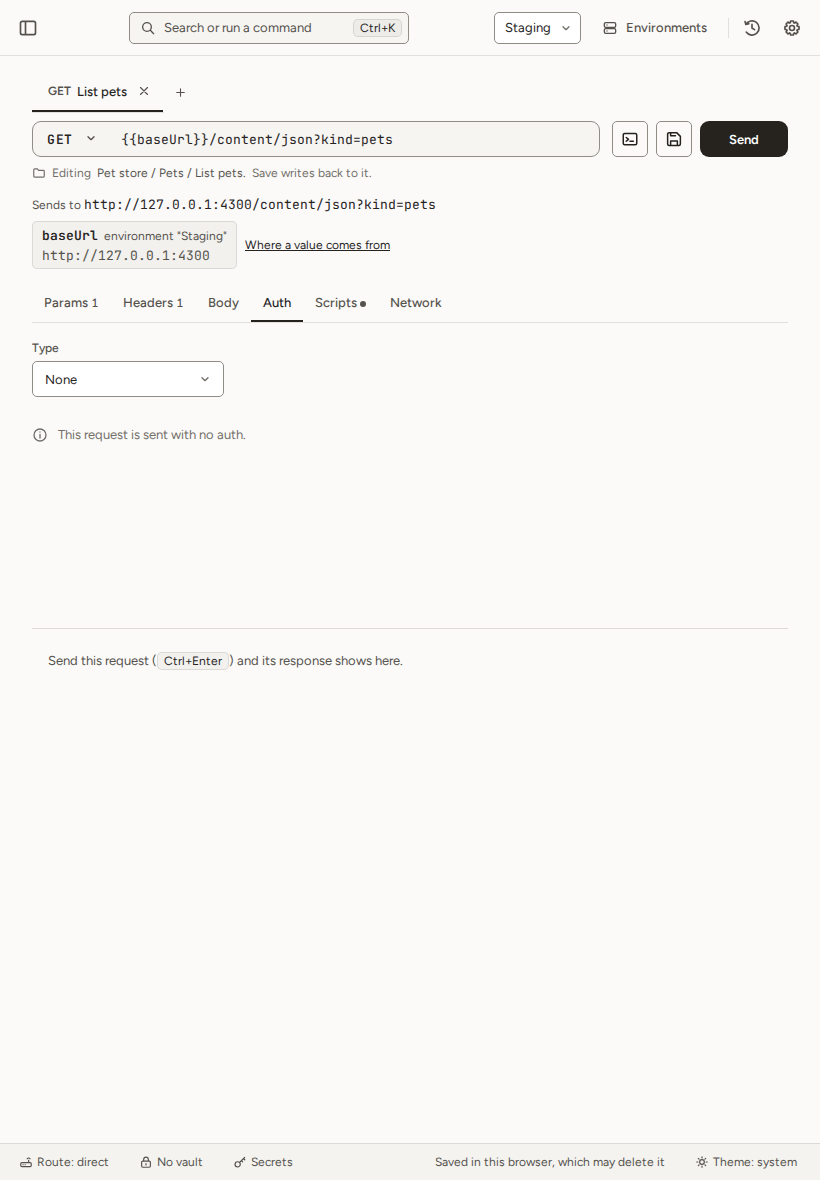 Search or run a command Ctrl+K Staging Environments
GET List pets
GET {{baseUrl}}/content/json?kind=pets Send
Editing Pet store / Pets / List pets. Save writes back to it.
Sends to http://127.0.0.1:4300/content/json?kind=pets
baseUrl environment "Staging"
http://127.0.0.1:4300
Where a value comes from
Params 1 Headers 1 Body Auth Scripts Network
Type
None
This request is sent with no auth.
Send this request (Ctrl+Enter) and its response shows here.
Route: direct No vault Secrets Saved in this browser, which may delete it Theme: system